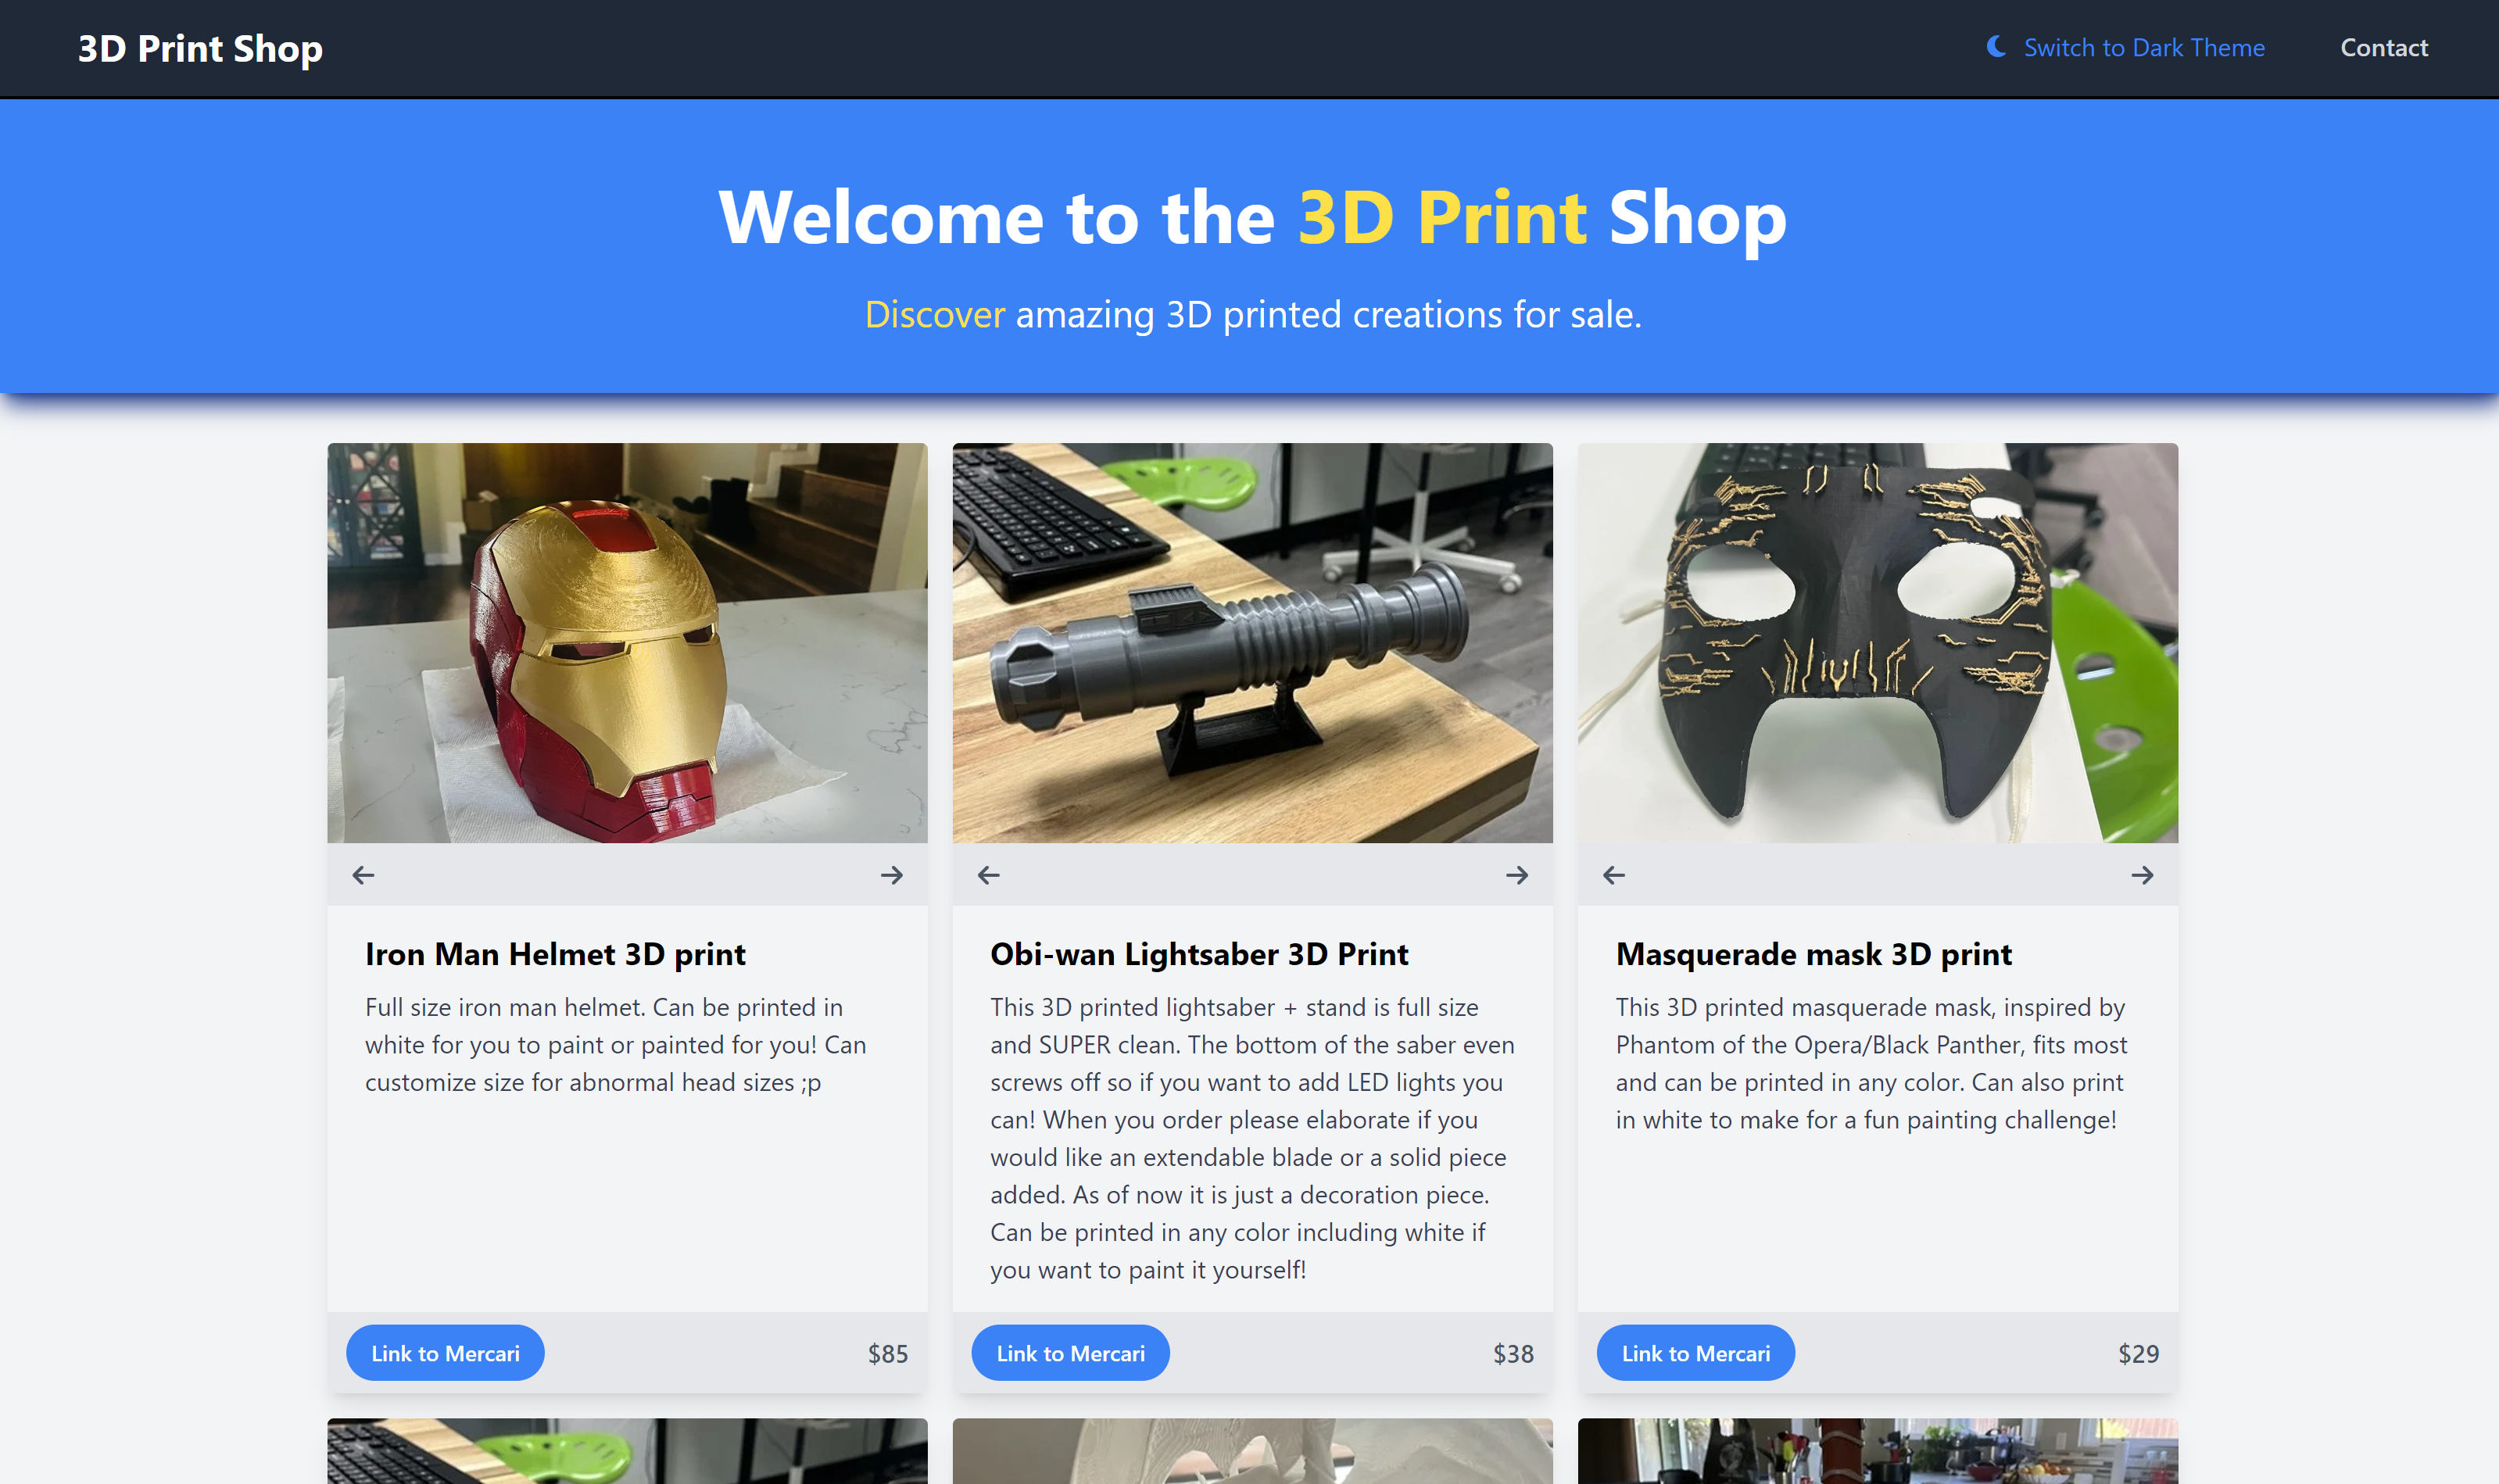 3D Print Shop
Switch to Dark Theme
Contact
Welcome to the 3D Print Shop
Discover amazing 3D printed creations for sale.
Iron Man Helmet 3D print
Full size iron man helmet. Can be printed in
white for you to paint or painted for you! Can
customize size for abnormal head sizes ;p
Link to Mercari
$85
Obi-wan Lightsaber 3D Print
This 3D printed lightsaber + stand is full size
and SUPER clean. The bottom of the saber even
screws off so if you want to add LED lights you
can! When you order please elaborate if you
would like an extendable blade or a solid piece
added. As of now it is just a decoration piece.
Can be printed in any color including white if
you want to paint it yourself!
Link to Mercari
$38
Masquerade mask 3D print
This 3D printed masquerade mask, inspired by
Phantom of the Opera/Black Panther, fits most
and can be printed in any color. Can also print
in white to make for a fun painting challenge!
Link to Mercari
$29